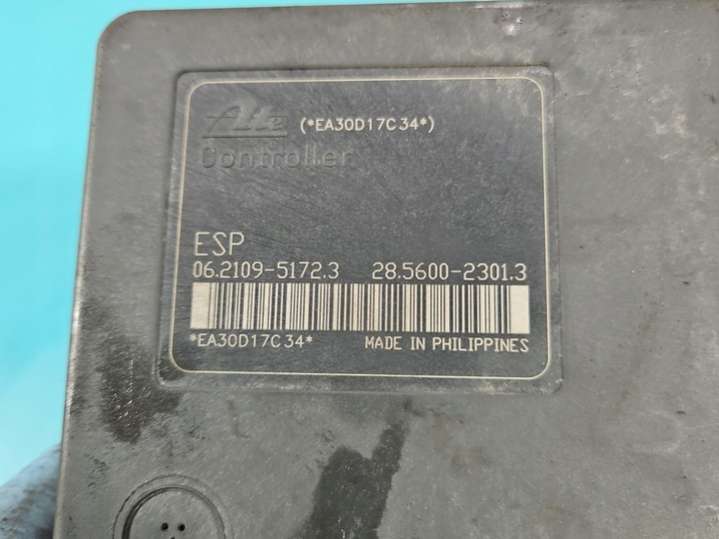 Ate (*EA30D17C34*)
Controller
ESP
06.2109-5172.3 28.5600-2301.3
*EA30D17C34* MADE IN PHILIPPINES